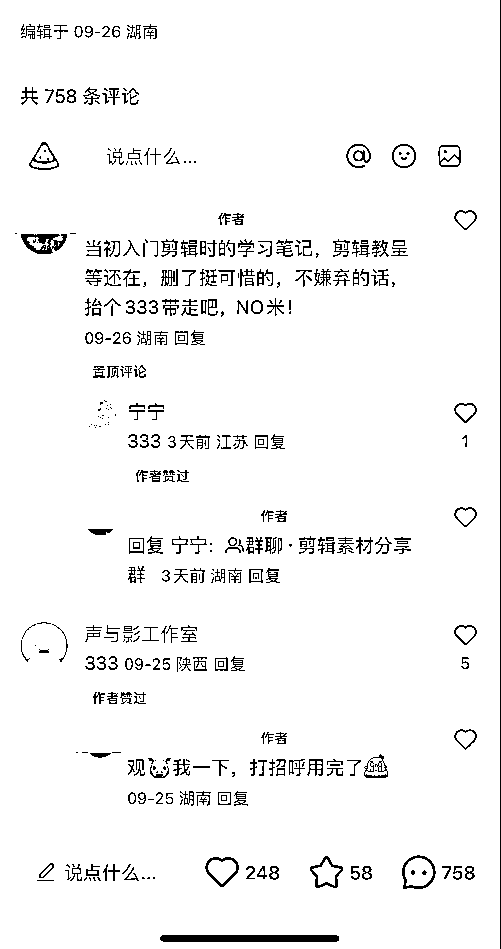 编辑于 09-26 湖南
共 758 条评论
说点什么...
作者
当初入门剪辑时的学习笔记，剪辑教呈
等还在，删了挺可惜的，不嫌弃的话，
抬个333带走吧，NO米！
09-26 湖南 回复
置顶评论
宁宁
333 3天前 江苏 回复
1
作者赞过
作者
回复 宁宁：群聊·剪辑素材分享
群 3天前 湖南 回复
声与影工作室
333 09-25 陕西 回复
5
作者赞过
作者
观我一下，打招呼用完了
09-25 湖南 回复
说点什么... 248 58 758